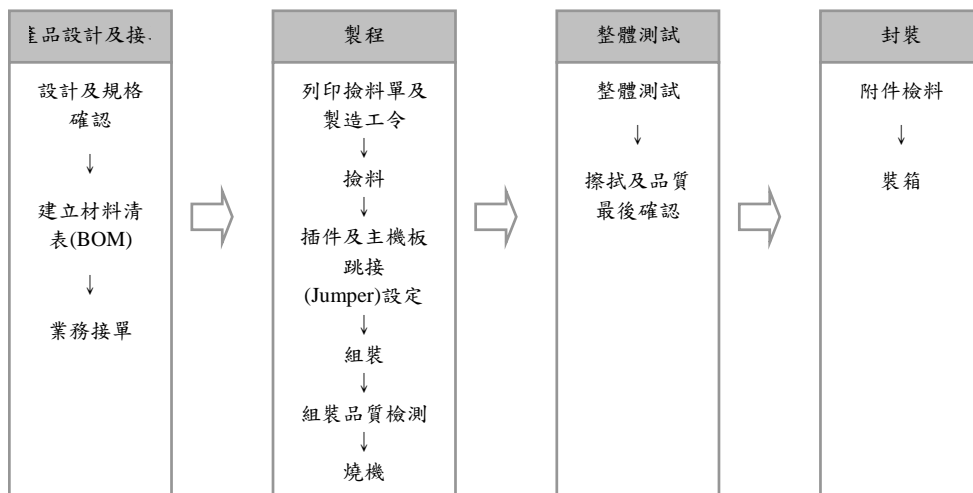 產品設計及接
設計及規格
確認
建立材料清
表(BOM)
業務接單
製程
列印撿料單及
製造工令
撿料
插件及主機板
跳接
(Jumper)設定
組裝
組裝品質檢測
燒機
整體測試
整體測試
擦拭及品質
最後確認
封裝
附件檢料
裝箱